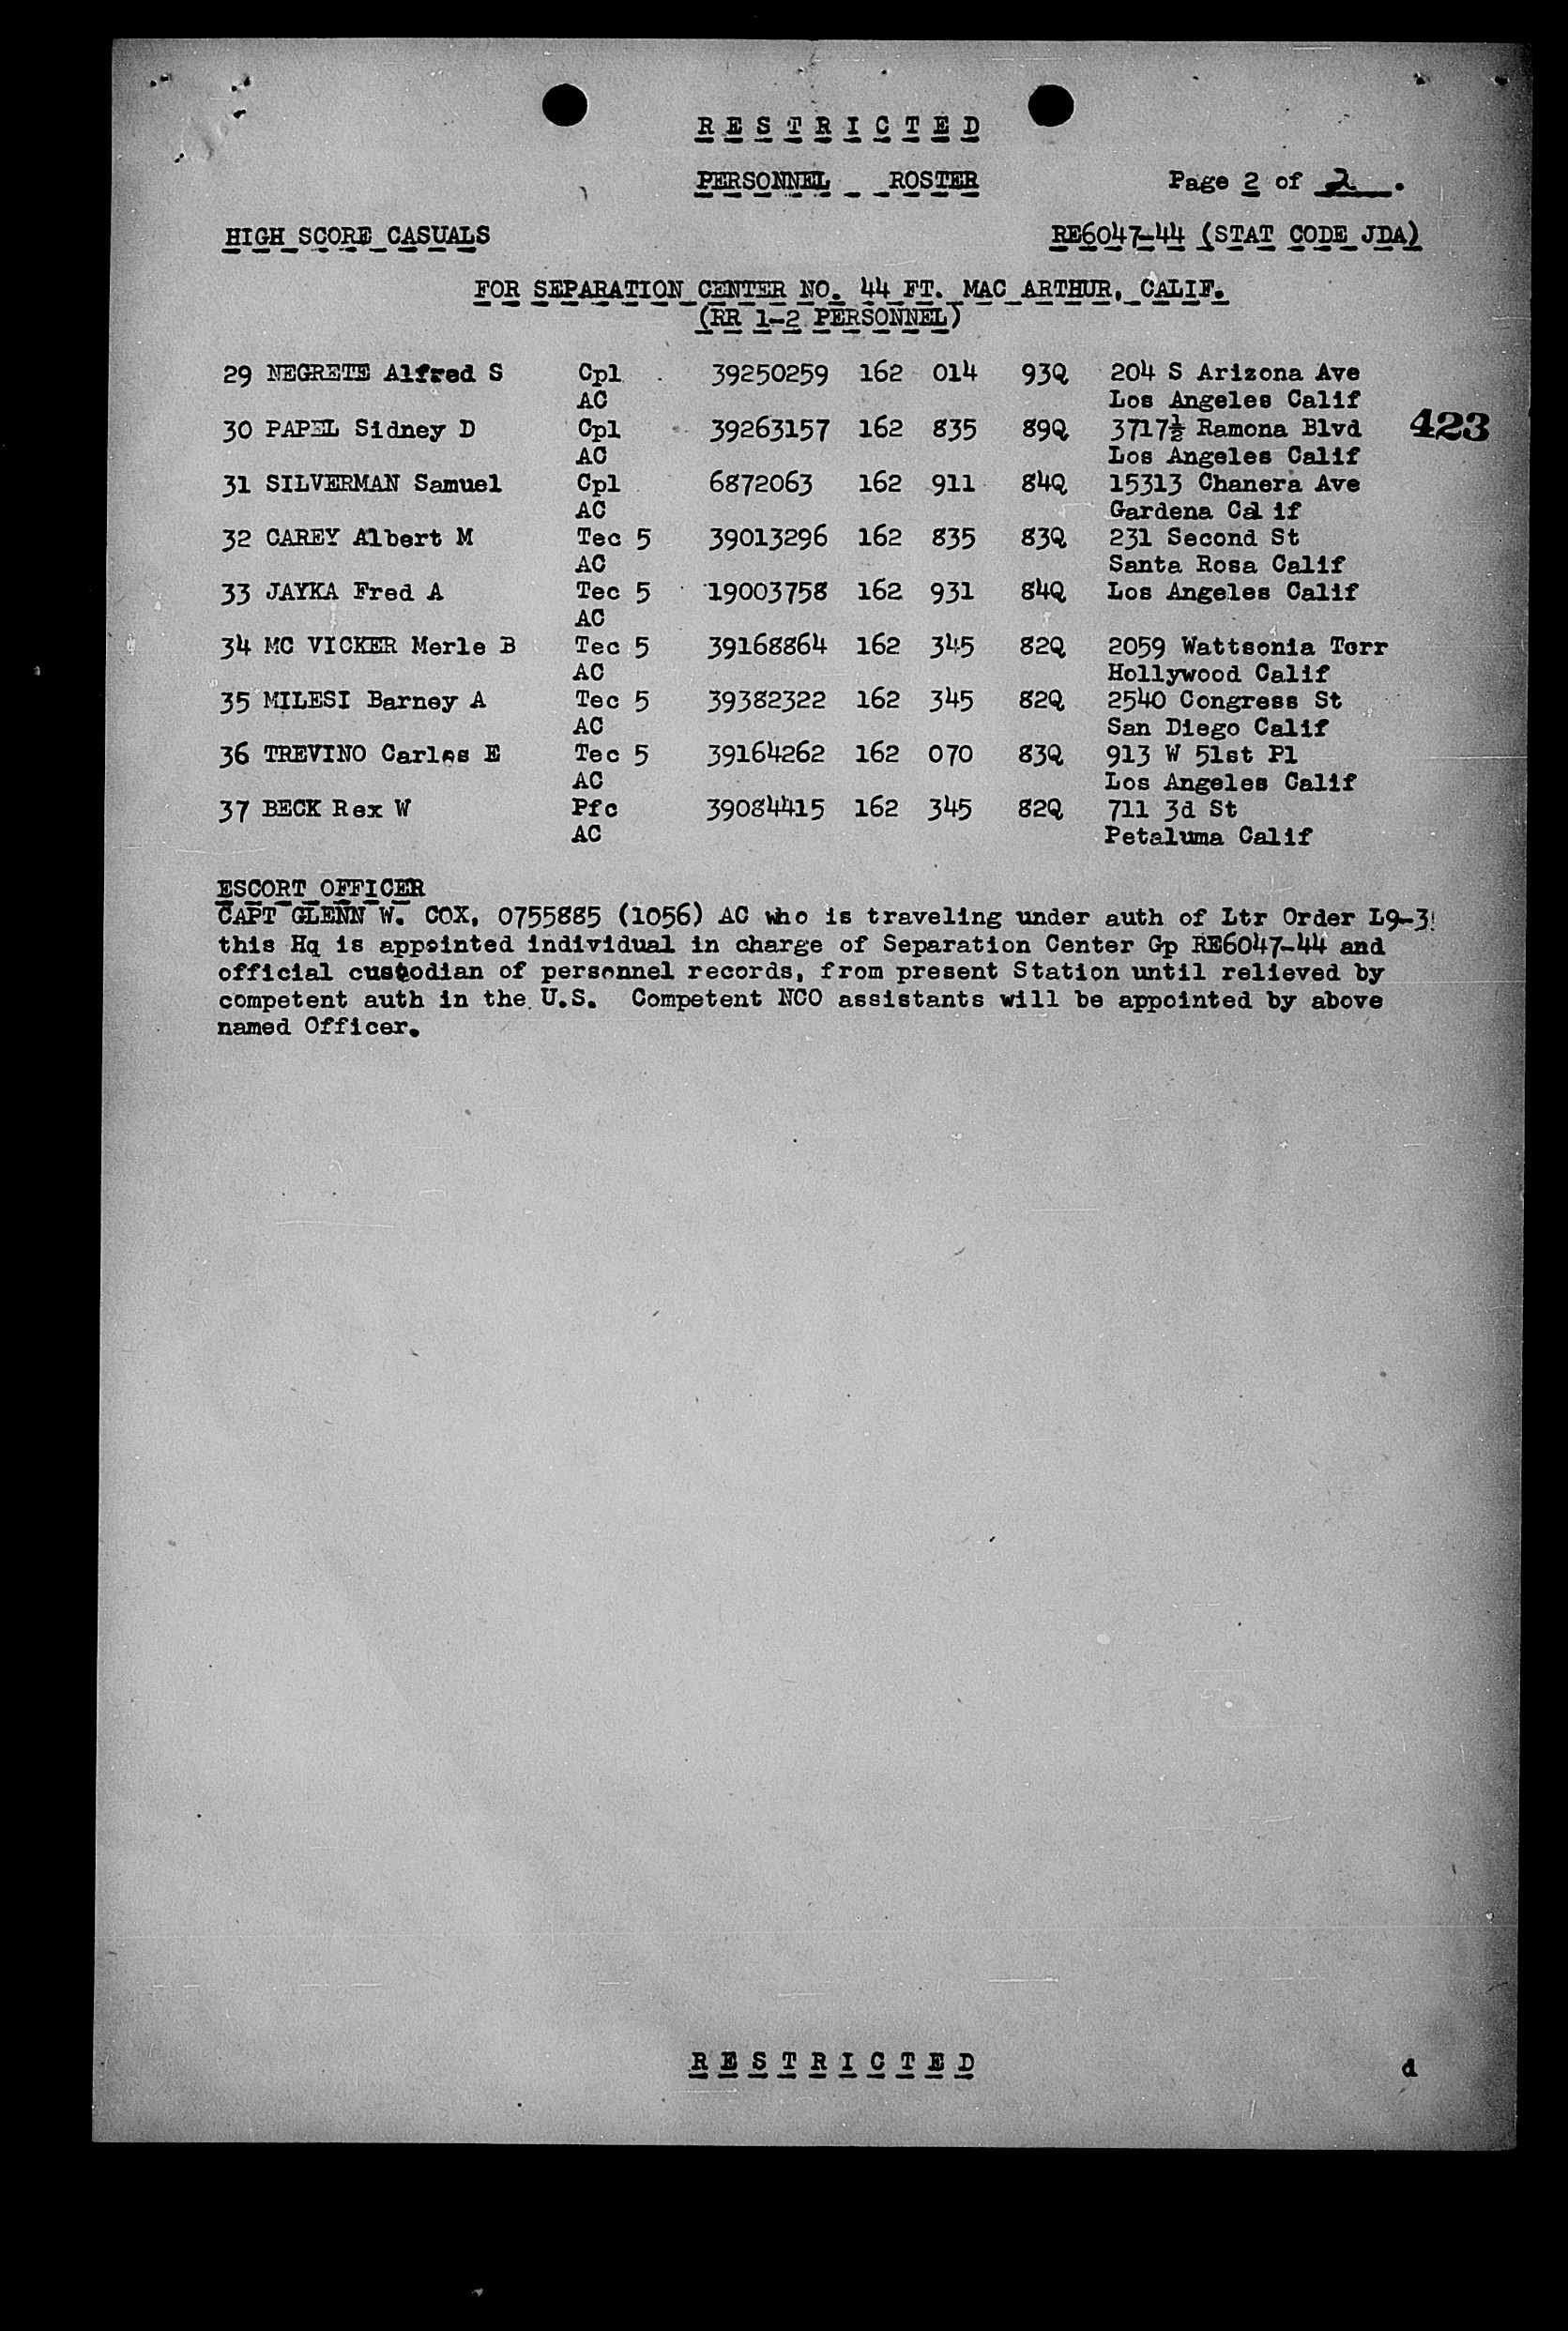 R E S T R I C T E D
PERSONNEL ROSTER Page 2 of 2.
HIGH SCORE CASUALS RE6047-44 (STAT CODE JDA)
FOR SEPARATION CENTER NO. 44 FT. MAC ARTHUR, CALIF.
(RR 1-2 PERSONNEL)
29 NEGRETE Alfred S Cpl 39250259 162 014 93Q 204 S Arizona Ave
AC Los Angeles Calif
423
30 PAPEL Sidney D Cpl 39263157 162 835 89Q 3717½ Ramona Blvd
AC Los Angeles Calif
31 SILVERMAN Samuel Cpl 6872063 162 911 84Q 15313 Chanera Ave
AC Gardena Cal if
32 CAREY Albert M Tec 5 39013296 162 835 83Q 231 Second St
AC Santa Rosa Calif
33 JAYKA Fred A Tec 5 19003758 162 931 84Q Los Angeles Calif
AC
34 MC VICKER Merle B Tec 5 39168864 162 345 82Q 2059 Wattsonia Terr
AC Hollywood Calif
35 MILESI Barney A Tec 5 39382322 162 345 82Q 2540 Congress St
AC San Diego Calif
36 TREVINO Carlos E Tec 5 39164262 162 070 83Q 913 W 51st Pl
AC Los Angeles Calif
37 BECK Rex W Pfc 39084415 162 345 82Q 711 3d St
AC Petaluma Calif
ESCORT OFFICER
CAPT GLENN W. COX, 0755885 (1056) AC who is traveling under auth of Ltr Order
this Hq is appointed individual in charge of Separation Center Gp RE6047-44 and
official custodian of personnel records, from present Station until relieved by
competent auth in the U.S. Competent NCO assistants will be appointed by above
named Officer.
R E S T R I C T E D d